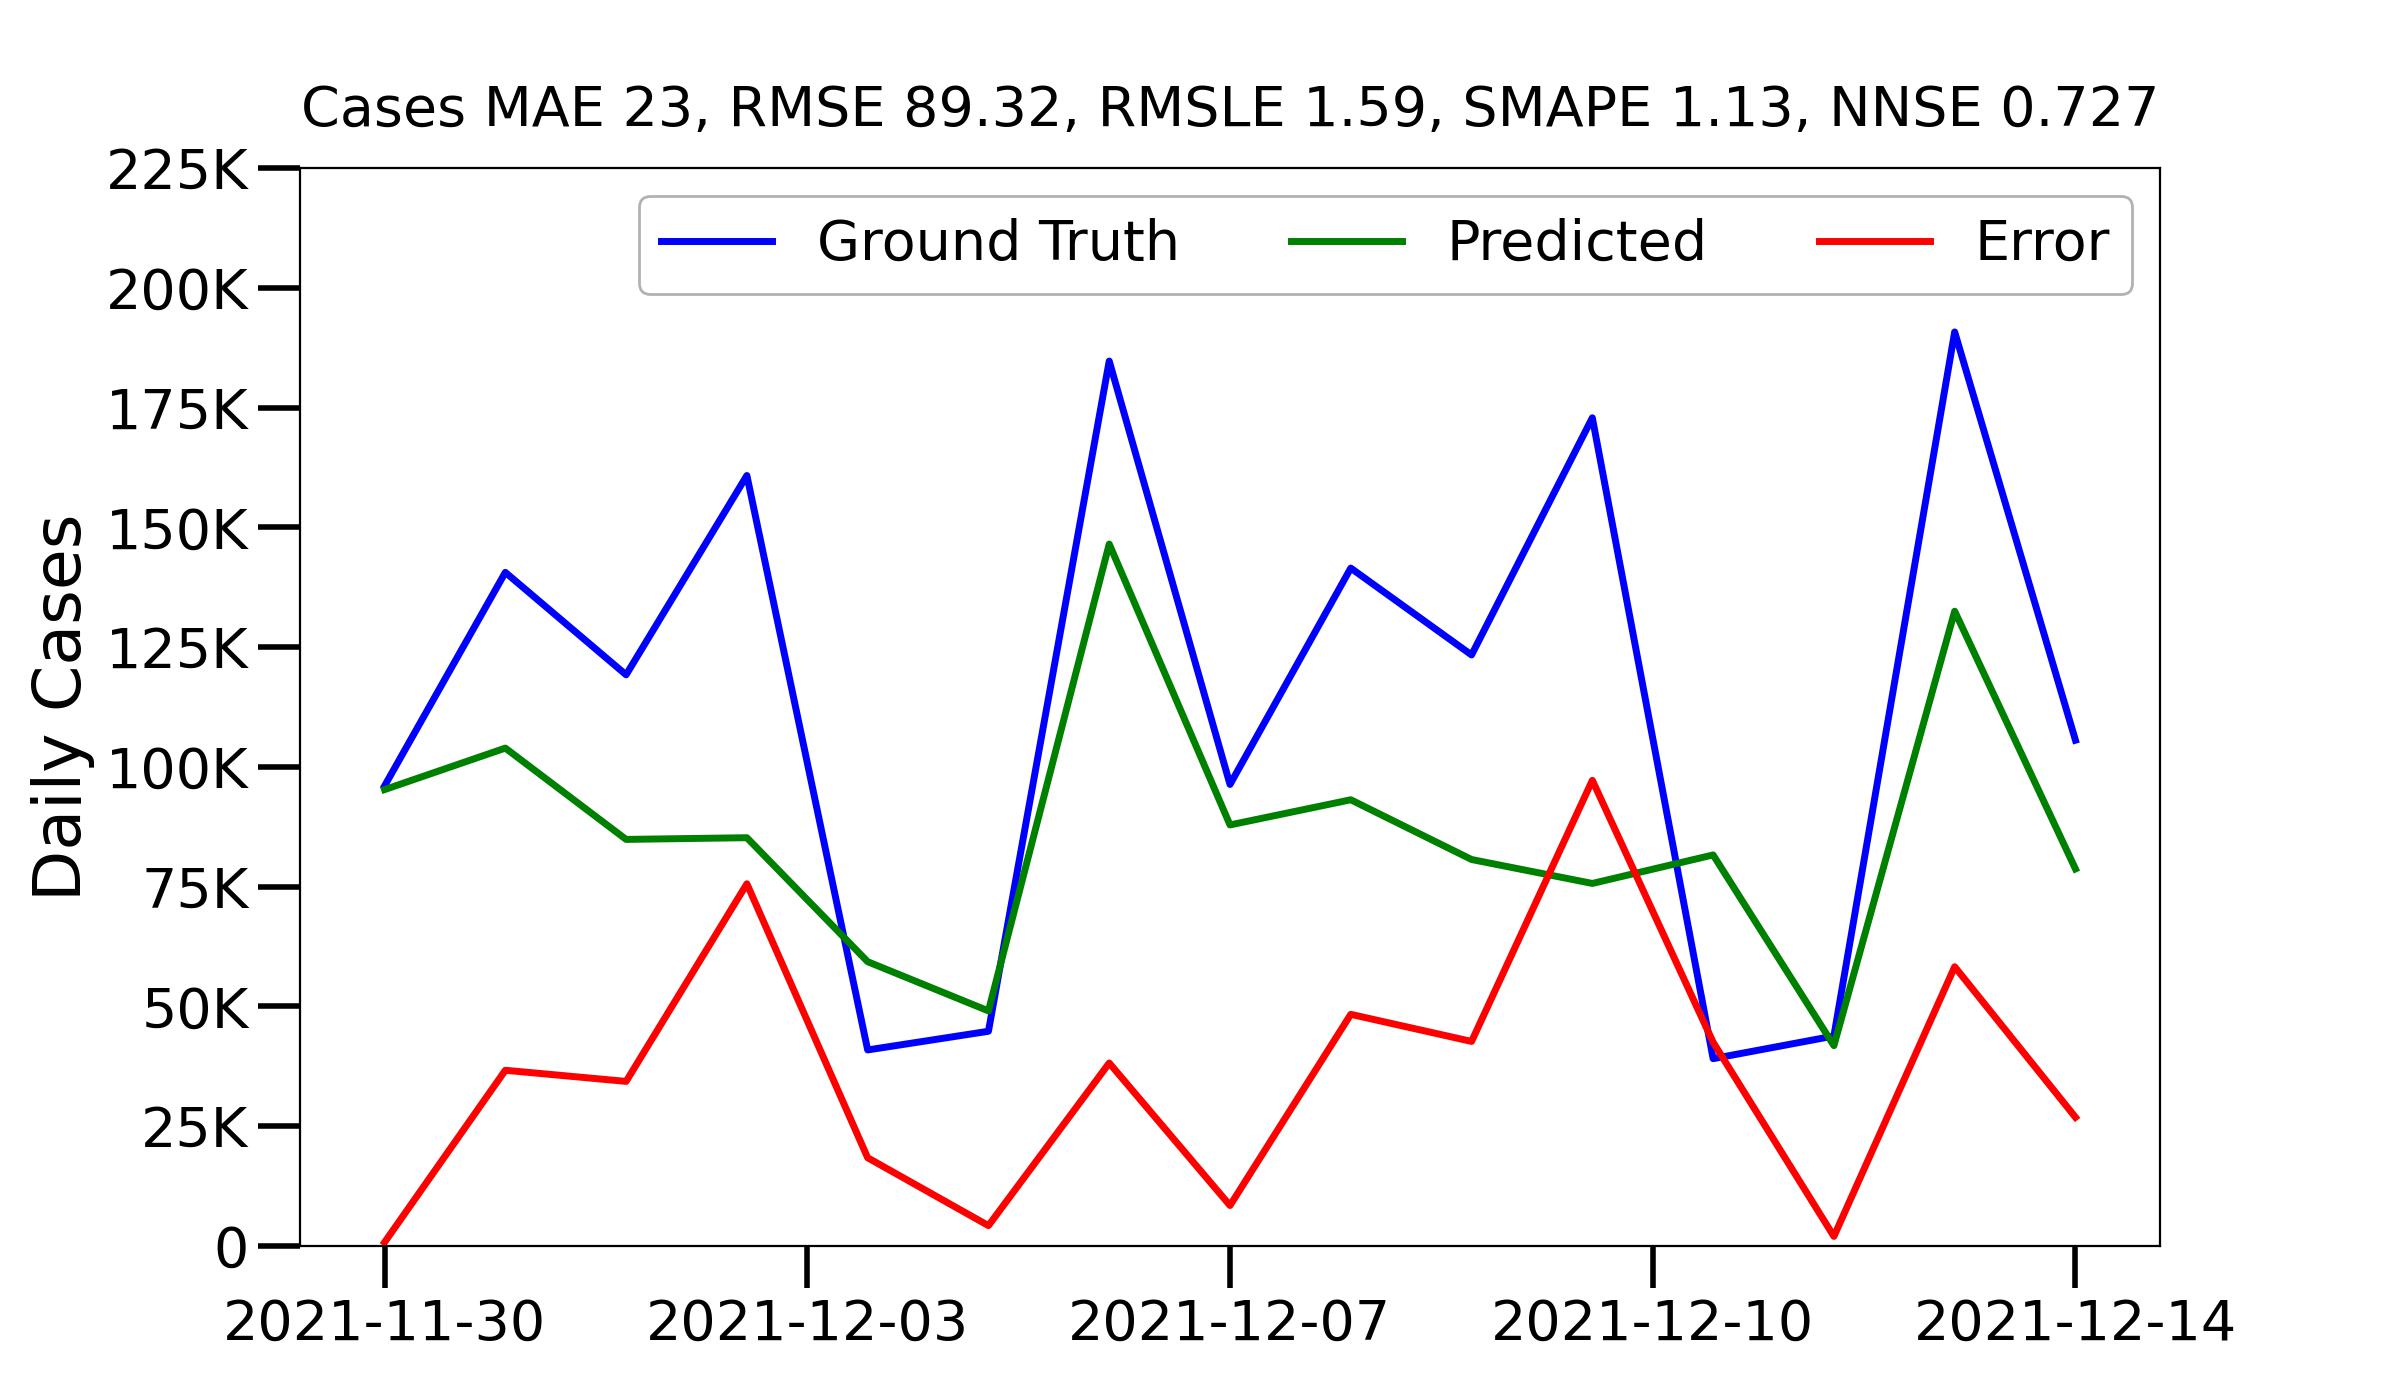 Cases MAE 23, RMSE 89.32, RMSLE 1.59, SMAPE 1.13, NNSE 0.727
Ground Truth
Predicted
Error
Daily Cases
225K
200K
175K
150K
125K
100K
75K
50K
25K
0
2021-11-30
2021-12-03
2021-12-07
2021-12-10
2021-12-14